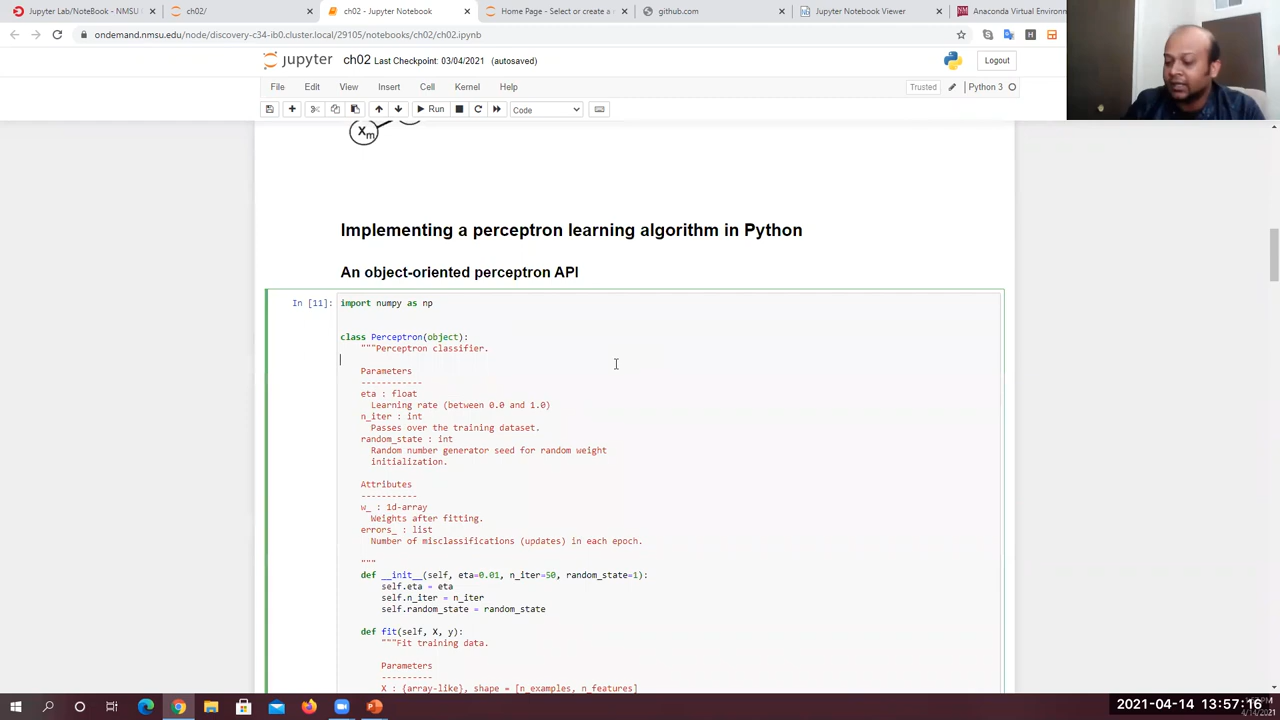 Jupyter Lab/NoteBook - NMSU
ch02/
ch02 - Jupyter Notebook
Home Page - Select or create a
github.com
Jupyter Notebook Viewer
Anaconda Virtual Environm
ondemand.nmsu.edu/node/discovery-c34-ib0.cluster.local/29105/notebooks/ch02/ch02.ipynb
jupyter ch02 Last Checkpoint: 03/04/2021 (autosaved)
Logout
File Edit View Insert Cell Kernel Help
Trusted
Python 3
Run
Code
Xm
Implementing a perceptron learning algorithm in Python
An object-oriented perceptron API
In [11]: import numpy as np
class Perceptron(object):
"""Perceptron classifier.
Parameters
------------
eta : float
Learning rate (between 0.0 and 1.0)
n_iter : int
Passes over the training dataset.
random_state : int
Random number generator seed for random weight
initialization.
Attributes
-----------
w_ : 1d-array
Weights after fitting.
errors_ : list
Number of misclassifications (updates) in each epoch.
"""
def __init__(self, eta=0.01, n_iter=50, random_state=1):
self.eta = eta
self.n_iter = n_iter
self.random_state = random_state
def fit(self, X, y):
"""Fit training data.
Parameters
----------
X : {array-like}, shape = [n_examples, n_features]
2021-04-14 13:57:16